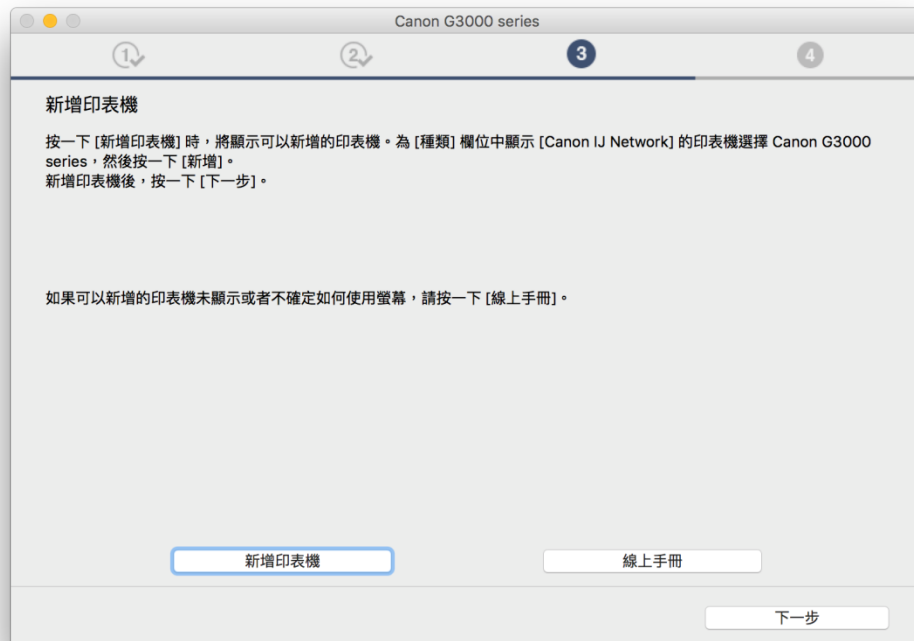 Canon G3000 series
1 2 3 4
新增印表機
按一下 [新增印表機] 時，將顯示可以新增的印表機。為 [種類] 欄位中顯示 [Canon IJ Network] 的印表機選擇 Canon G3000
series，然後按一下 [新增]。
新增印表機後，按一下 [下一步]。
如果可以新增的印表機未顯示或者不確定如何使用螢幕，請按一下 [線上手冊]。
新增印表機 線上手冊
下一步